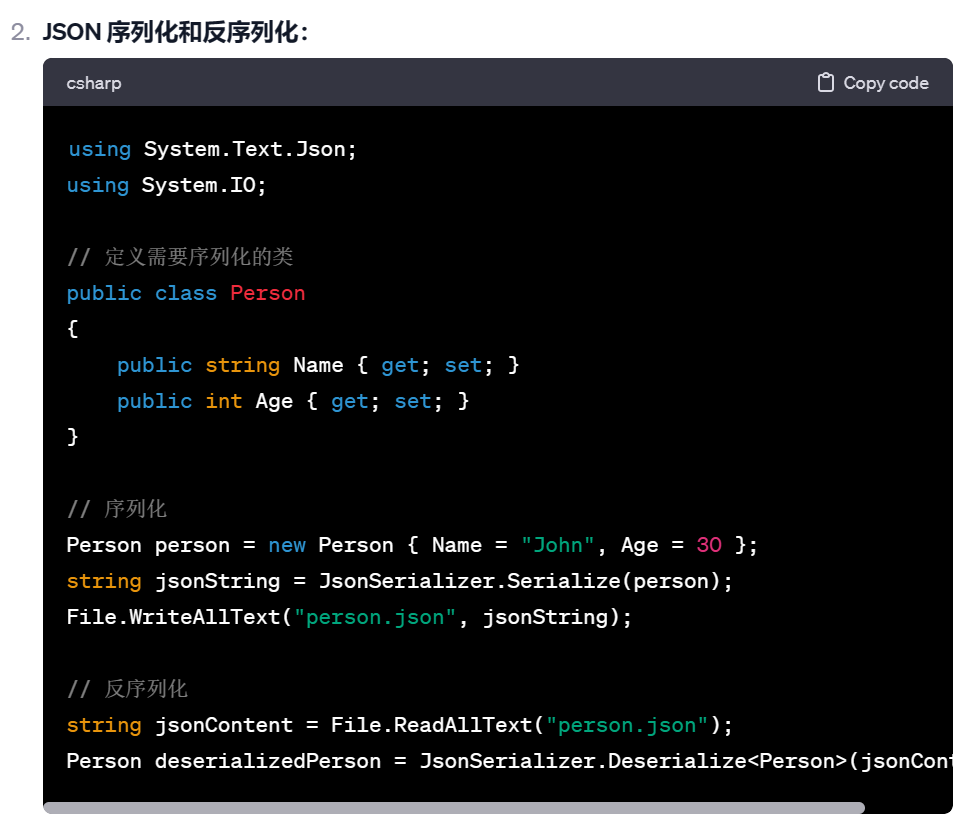 2. JSON 序列化和反序列化：
csharp
Copy code
using System.Text.Json;
using System.IO;
// 定义需要序列化的类
public class Person
{
    public string Name { get; set; }
    public int Age { get; set; }
}
// 序列化
Person person = new Person { Name = "John", Age = 30 };
string jsonString = JsonSerializer.Serialize(person);
File.WriteAllText("person.json", jsonString);
// 反序列化
string jsonContent = File.ReadAllText("person.json");
Person deserializedPerson = JsonSerializer.Deserialize<Person>(jsonCon